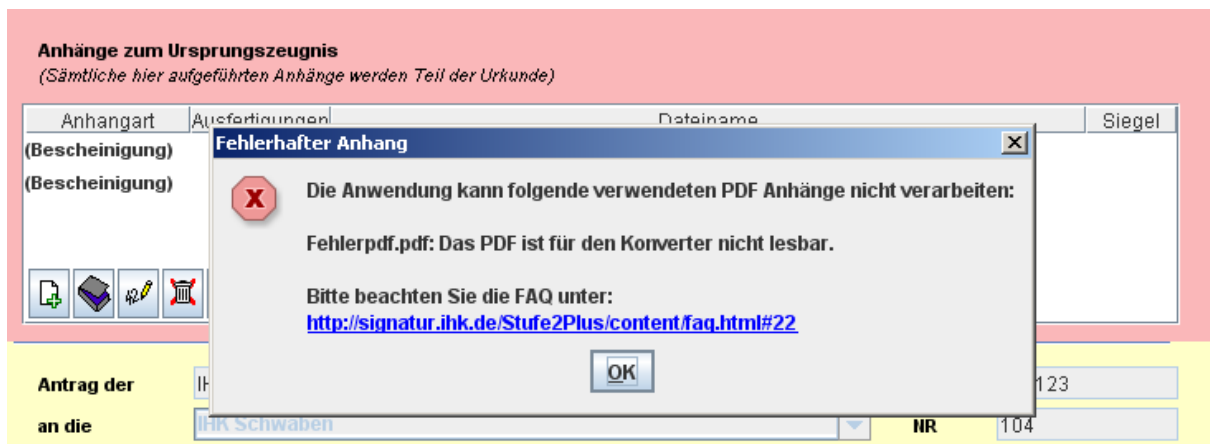 Anhänge zum Ursprungszeugnis
(Sämtliche hier aufgeführten Anhänge werden Teil der Urkunde)
Anhangart Ausfertigungen Dateiname Siegel
(Bescheinigung)
(Bescheinigung)
Fehlerhafter Anhang
Die Anwendung kann folgende verwendeten PDF Anhänge nicht verarbeiten:
Fehlerpdf.pdf: Das PDF ist für den Konverter nicht lesbar.
Bitte beachten Sie die FAQ unter:
http://signatur.ihk.de/Stufe2Plus/content/faq.html#22
OK
Antrag der 123
an die IHK Schwaben NR 104